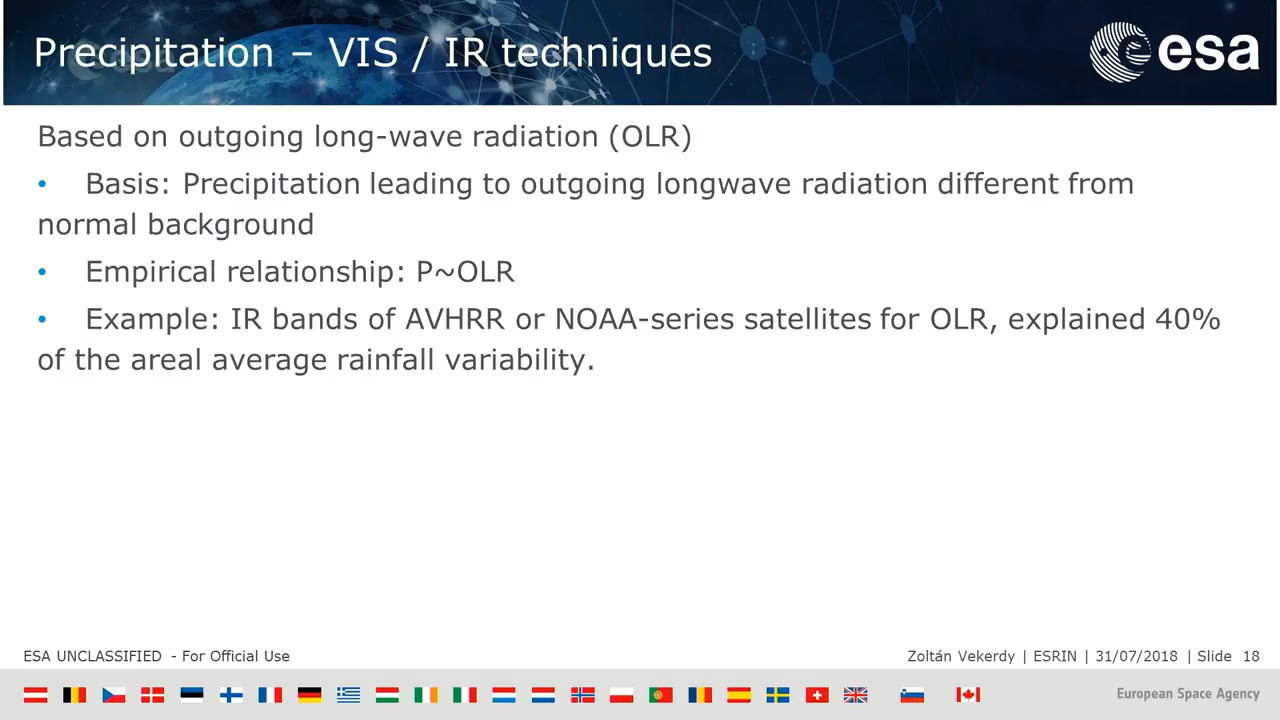 Precipitation – VIS / IR techniques
esa
Based on outgoing long-wave radiation (OLR)
• Basis: Precipitation leading to outgoing longwave radiation different from
normal background
• Empirical relationship: P~OLR
• Example: IR bands of AVHRR or NOAA-series satellites for OLR, explained 40%
of the areal average rainfall variability.
ESA UNCLASSIFIED - For Official Use
Zoltán Vekerdy | ESRIN | 31/07/2018 | Slide 18
European Space Agency